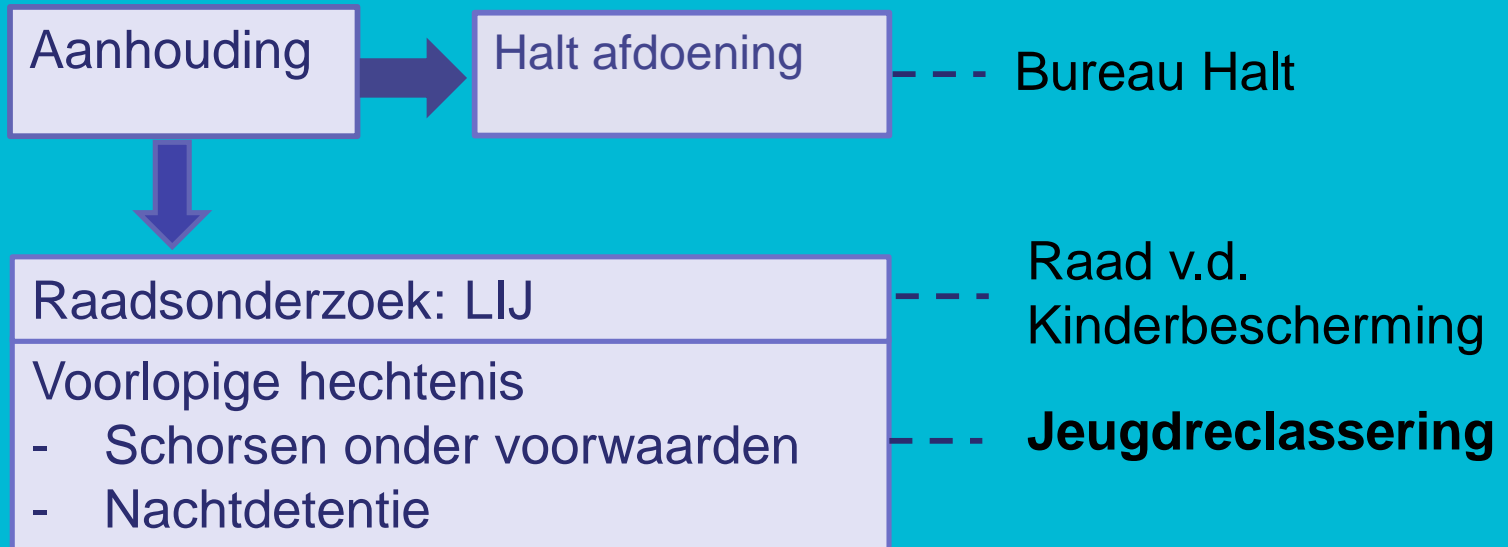 Aanhouding
Halt afdoening
Bureau Halt
Raadsonderzoek: LIJ
Raad v.d.
Kinderbescherming
Voorlopige hechtenis
- Schorsen onder voorwaarden
- Nachtdetentie
Jeugdreclassering